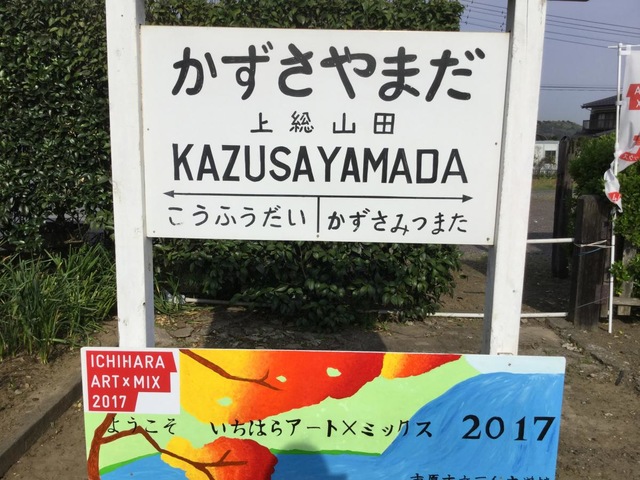 かずさやまだ
上総山田
KAZUSAYAMADA
こうふうだい かずさみつまた
ICHIHARA
ART×MIX
2017
ようこそ いちはらアート×ミックス 2017